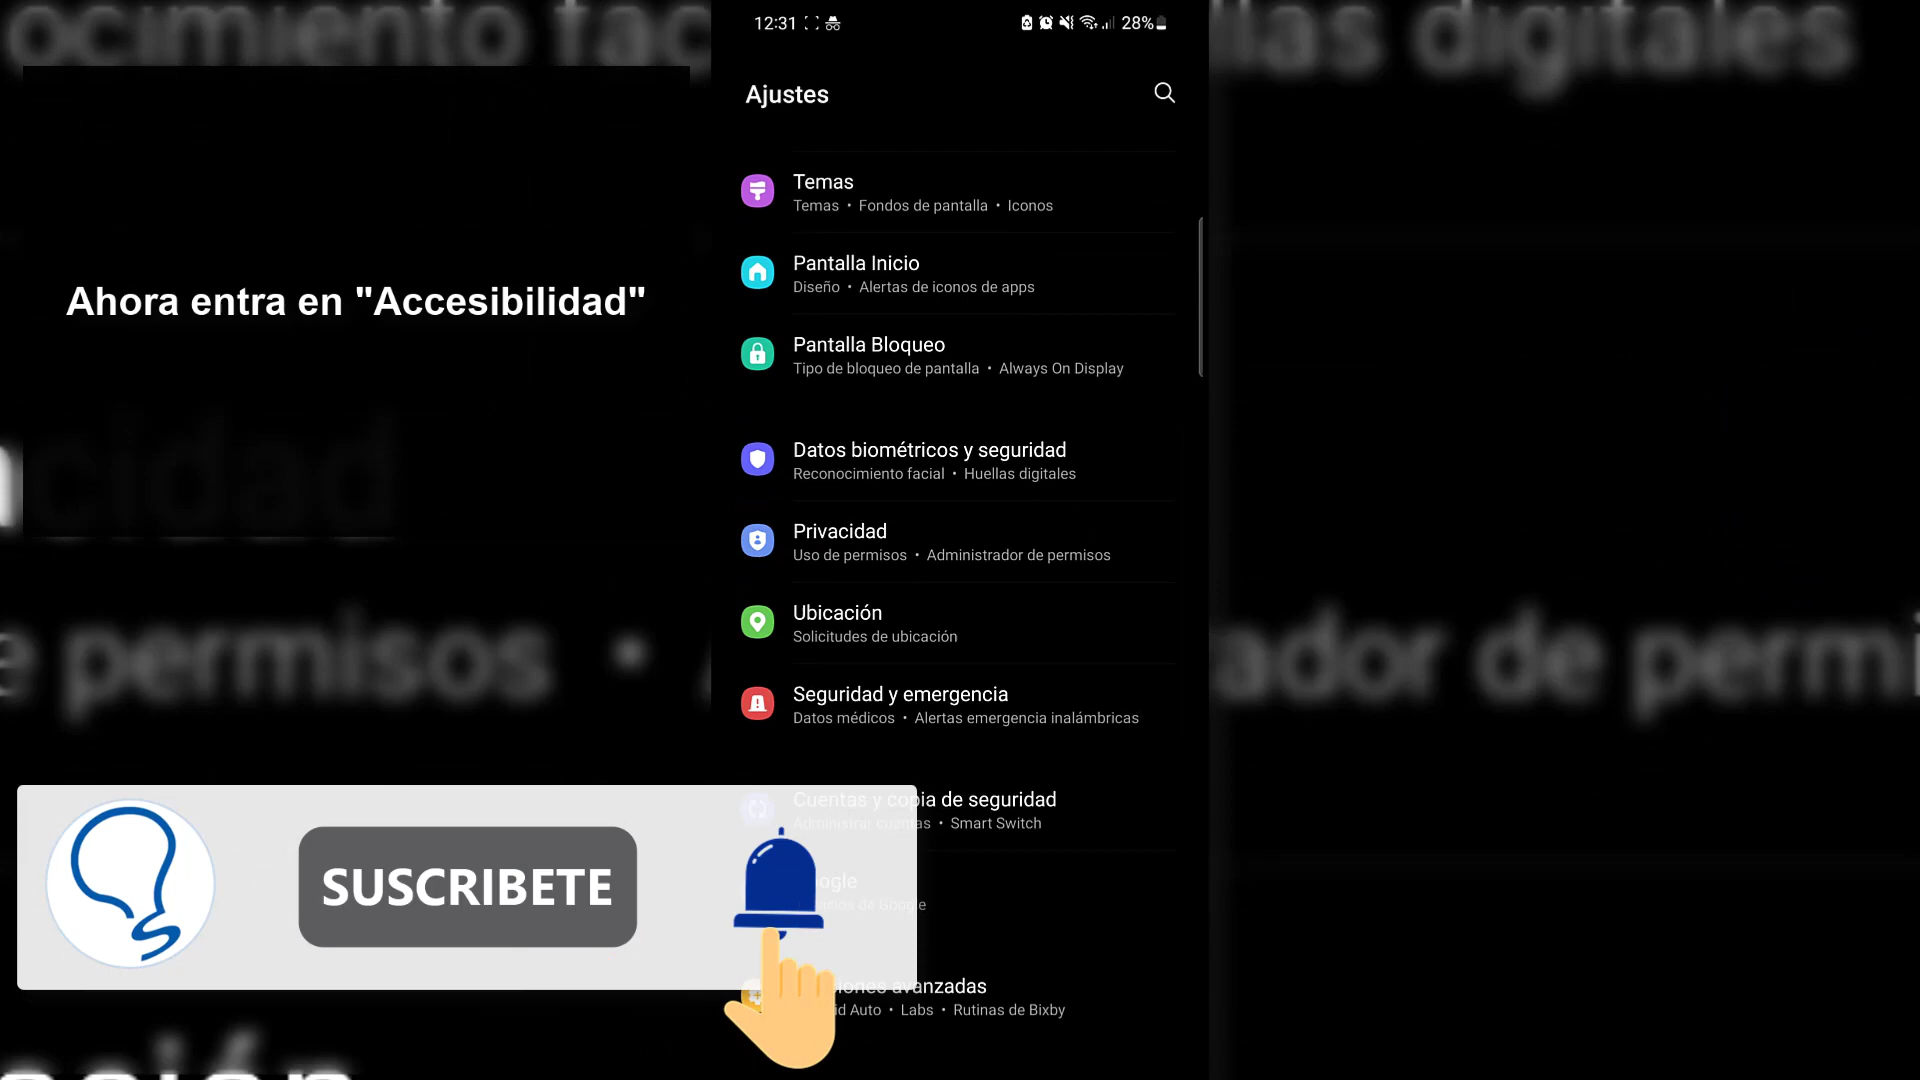 ocimiento fac
llas digitales
12:31
28%
Ajustes
Temas
Temas • Fondos de pantalla • Iconos
Pantalla Inicio
Diseño • Alertas de iconos de apps
Ahora entra en "Accesibilidad"
Pantalla Bloqueo
Tipo de bloqueo de pantalla • Always On Display
cidad
Datos biométricos y seguridad
Reconocimiento facial • Huellas digitales
Privacidad
Uso de permisos • Administrador de permisos
Ubicación
Solicitudes de ubicación
e permisos •
ador de permi
Seguridad y emergencia
Datos médicos • Alertas emergencia inalámbricas
Cuentas y copia de seguridad
Administrar cuentas • Smart Switch
SUSCRIBETE
ogle
de Google
iones avanzadas
id Auto • Labs • Rutinas de Bixby